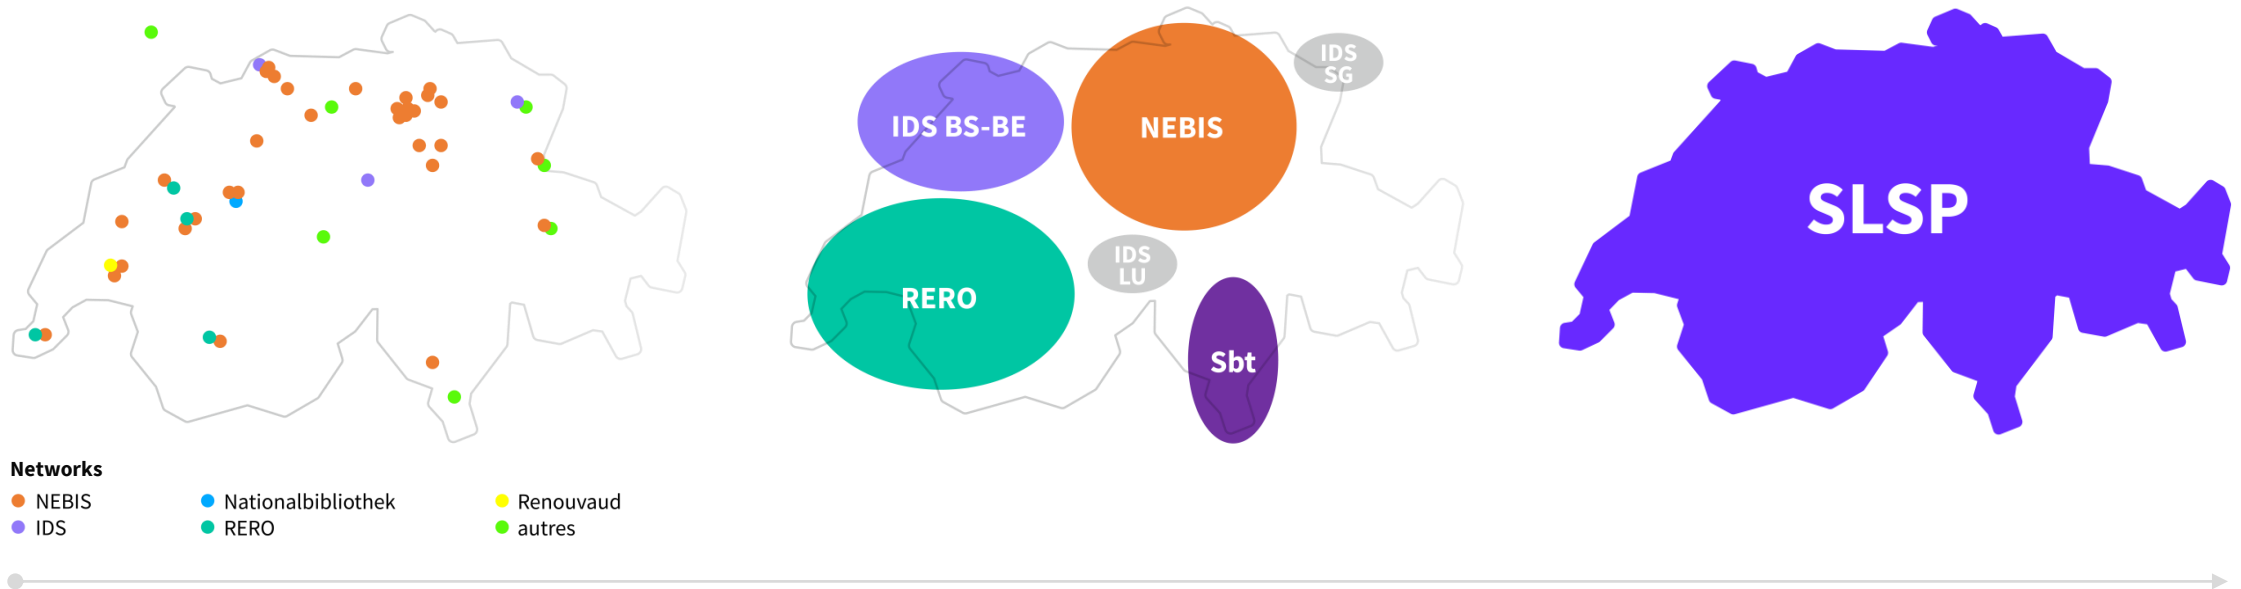 IDS BS-BE
NEBIS
IDS
SG
RERO
IDS
LU
Sbt
SLSP
Networks
NEBIS
IDS
Nationalbibliothek
RERO
Renouvaud
autres